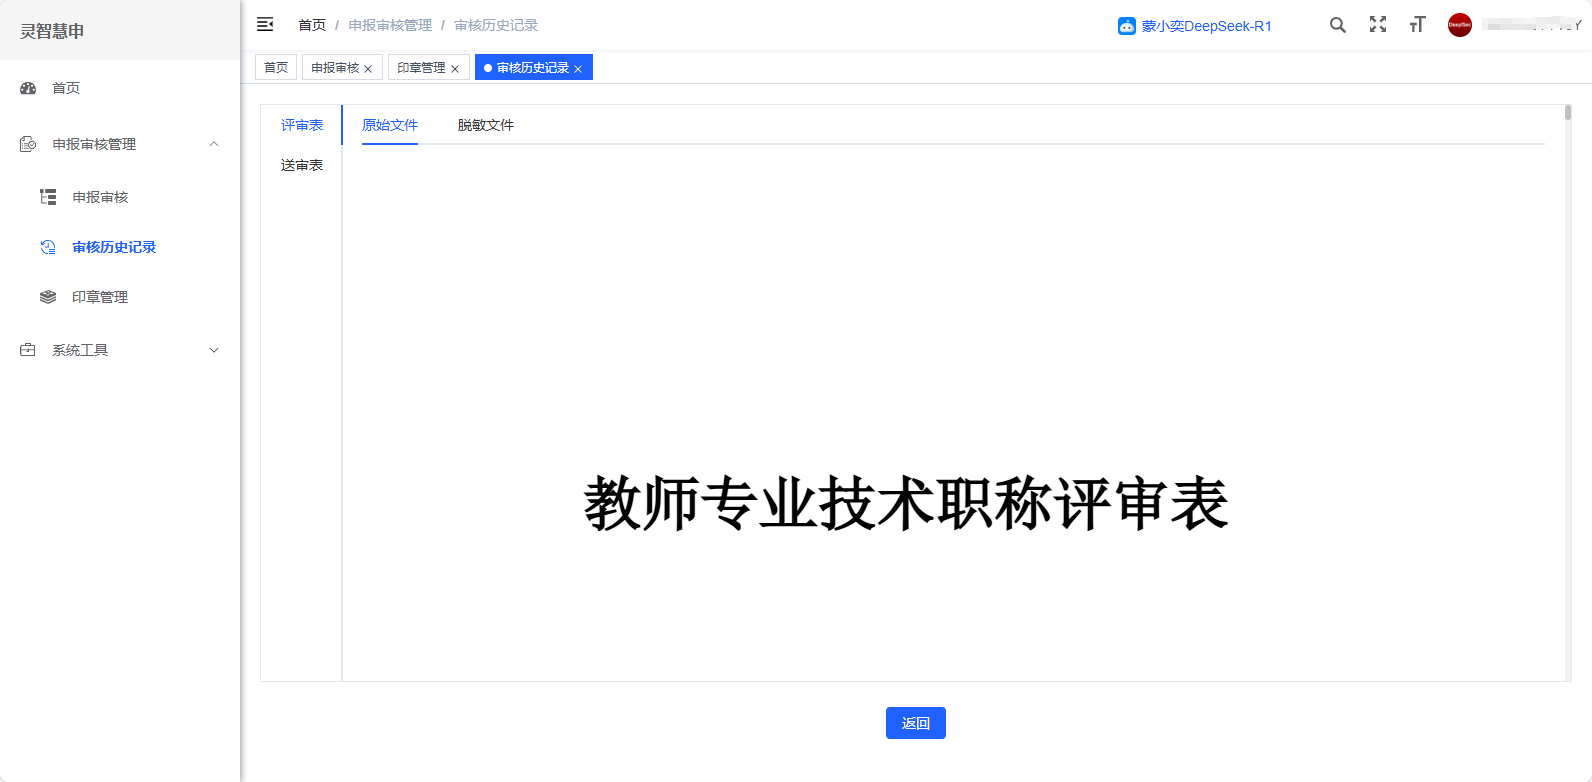 灵智慧申
首页
申报审核管理
申报审核
审核历史记录
印章管理
系统工具
首页 / 申报审核管理 / 审核历史记录
蒙小奕DeepSeek-R1
首页
申报审核
印章管理
审核历史记录
评审表
送审表
原始文件
脱敏文件
教师专业技术职称评审表
返回